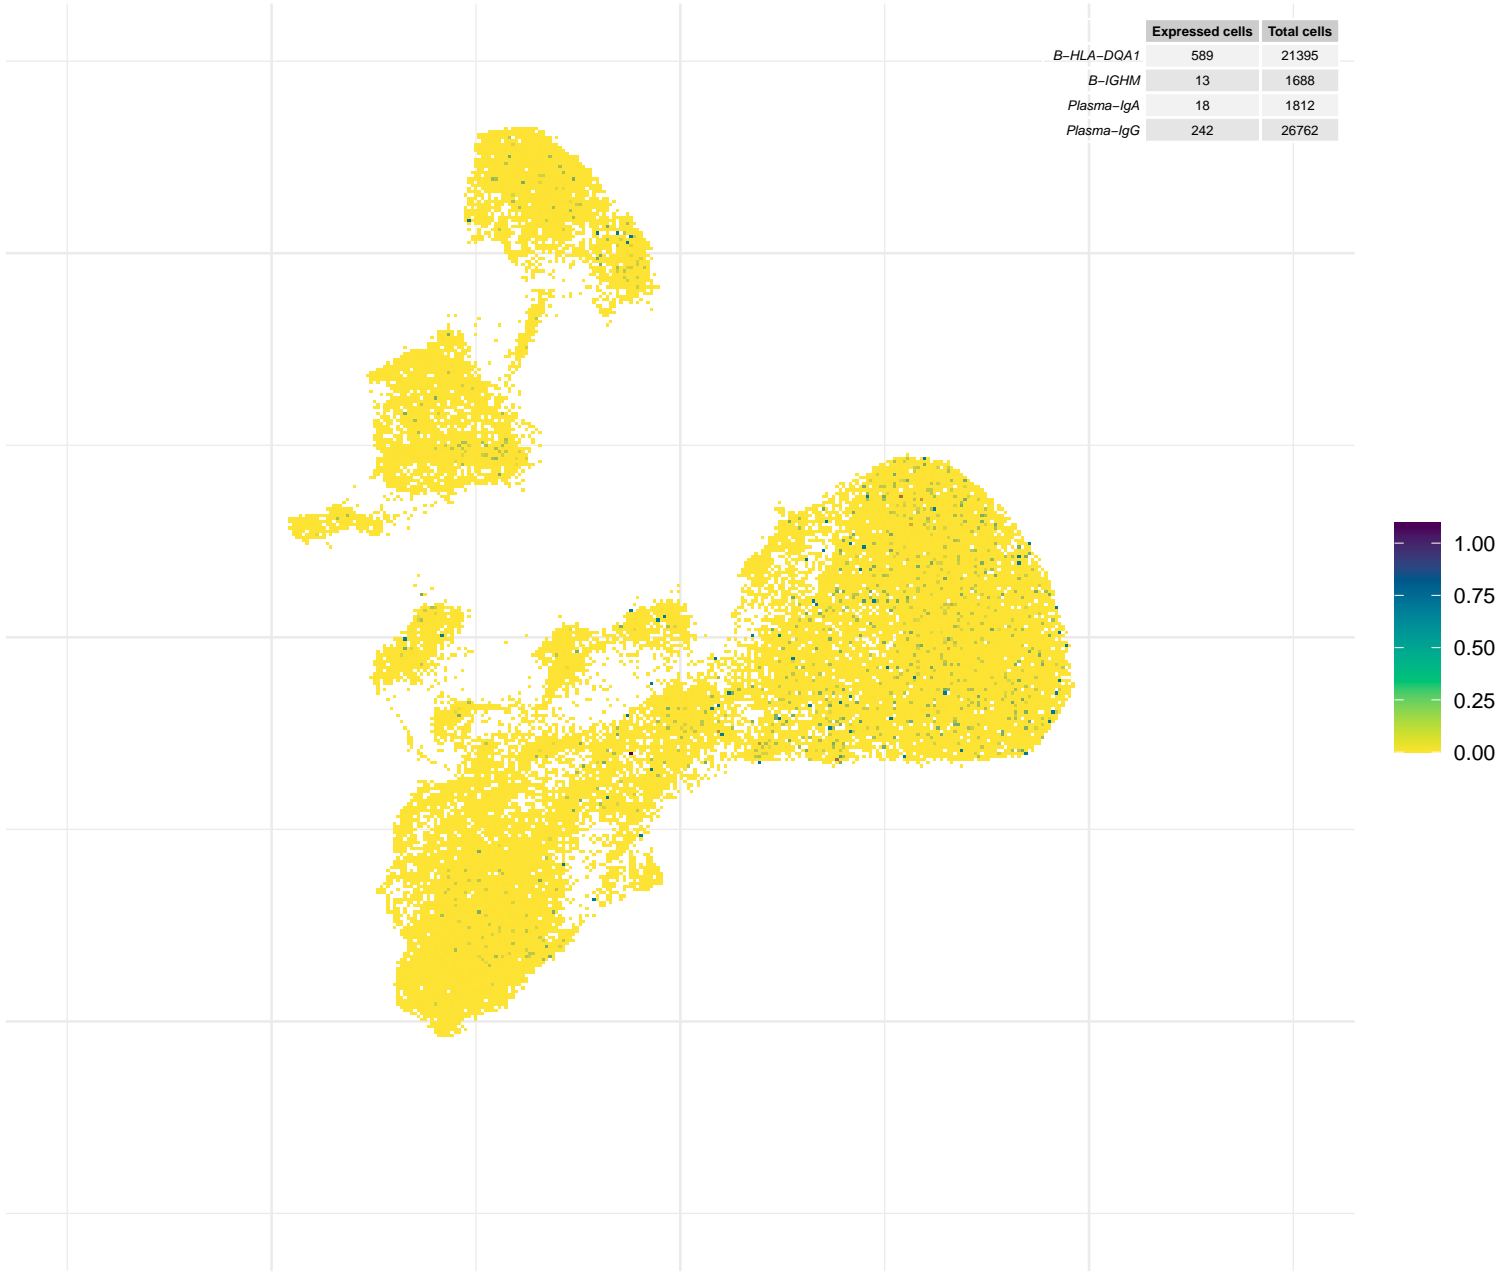 Expressed cells Total cells
B−HLA−DQA1 589 21395
B−IGHM 13 1688
Plasma−IgA 18 1812
Plasma−IgG 242 26762
1.00
0.75
0.50
0.25
0.00